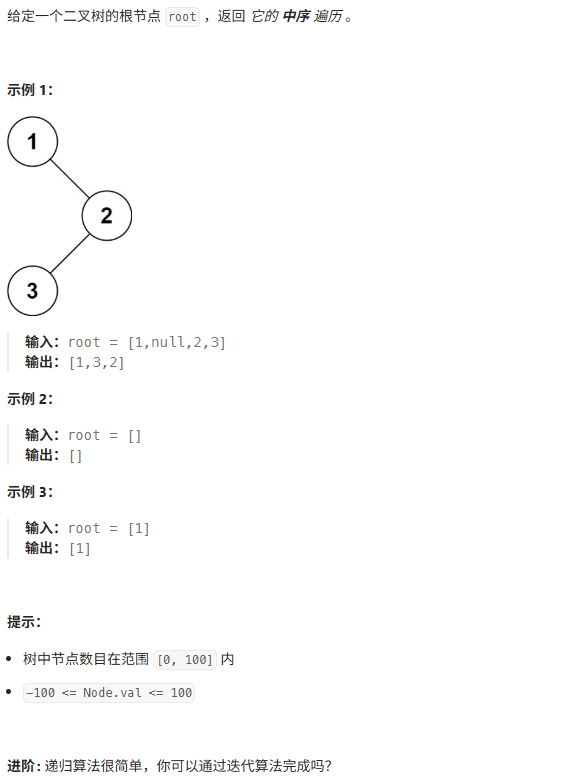 给定一个二叉树的根节点 root ，返回 它的 中序 遍历 。
示例 1：
1
2
3
输入：root = [1,null,2,3]
输出：[1,3,2]
示例 2：
输入：root = []
输出：[]
示例 3：
输入：root = [1]
输出：[1]
提示：
• 树中节点数目在范围 [0, 100] 内
• -100 <= Node.val <= 100
进阶: 递归算法很简单，你可以通过迭代算法完成吗？